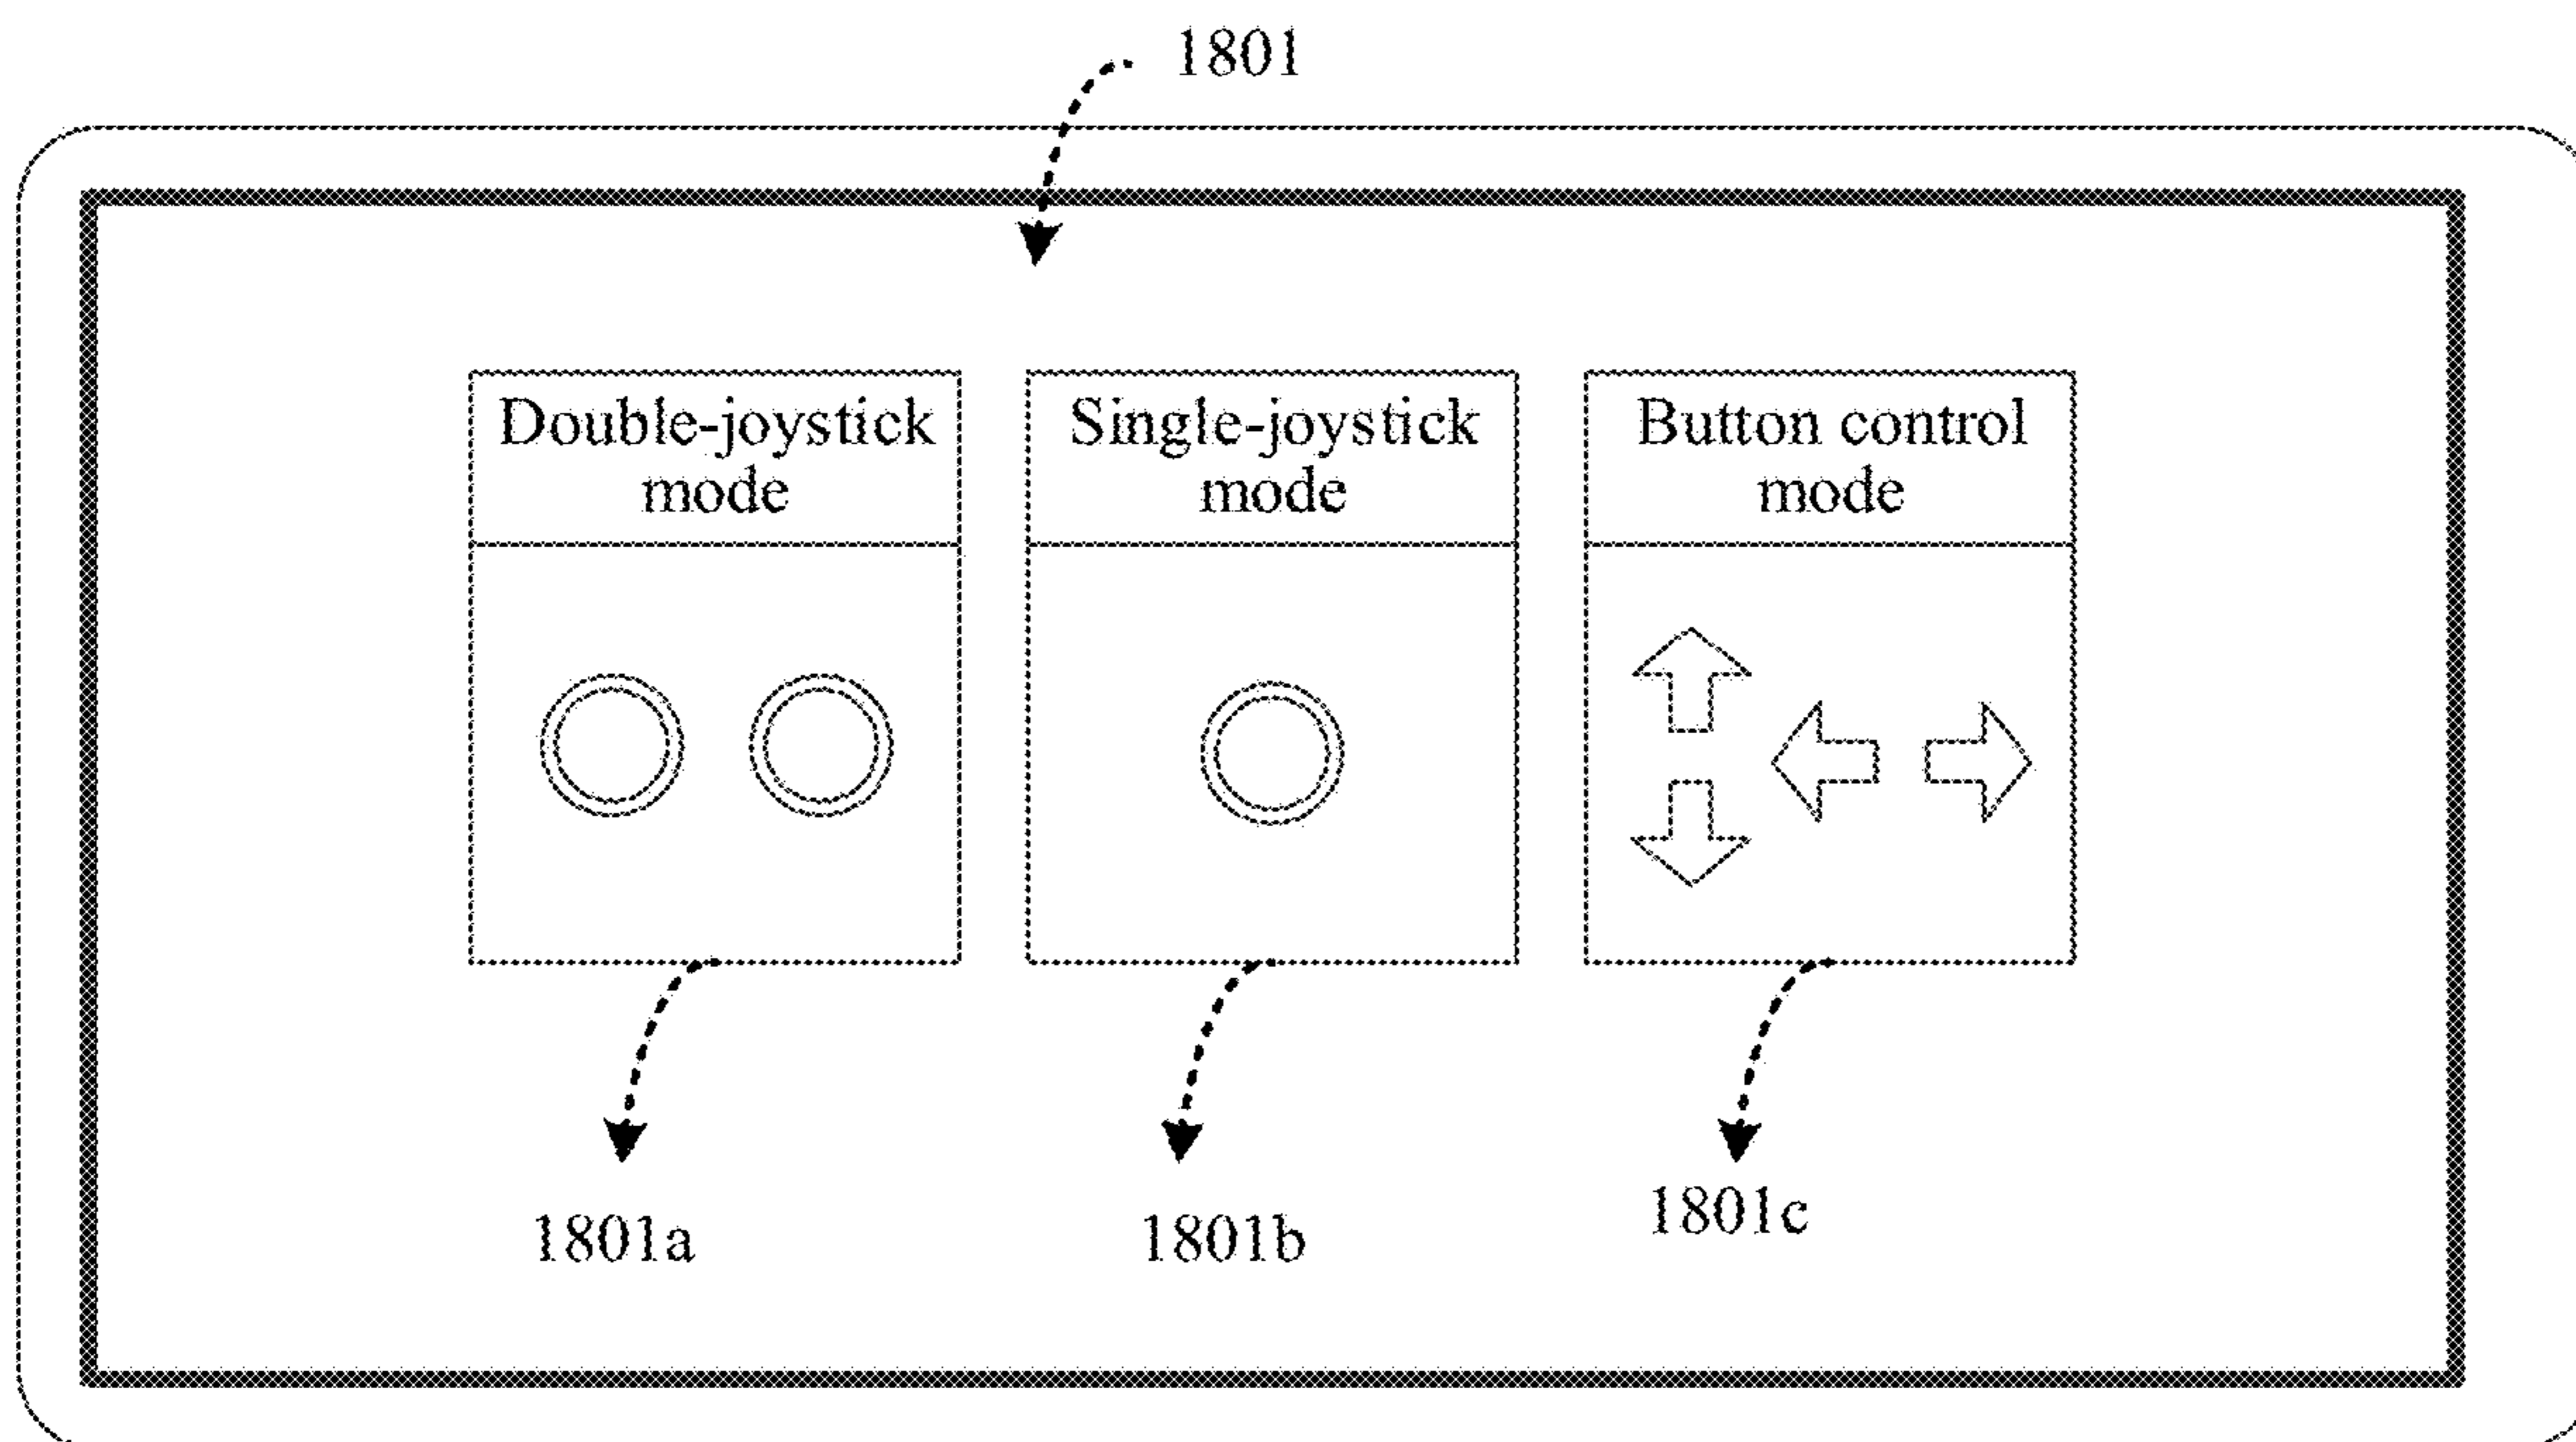 1801
Double-joystick
mode
Single-joystick
mode
Button control
mode
1801a
1801b
1801c